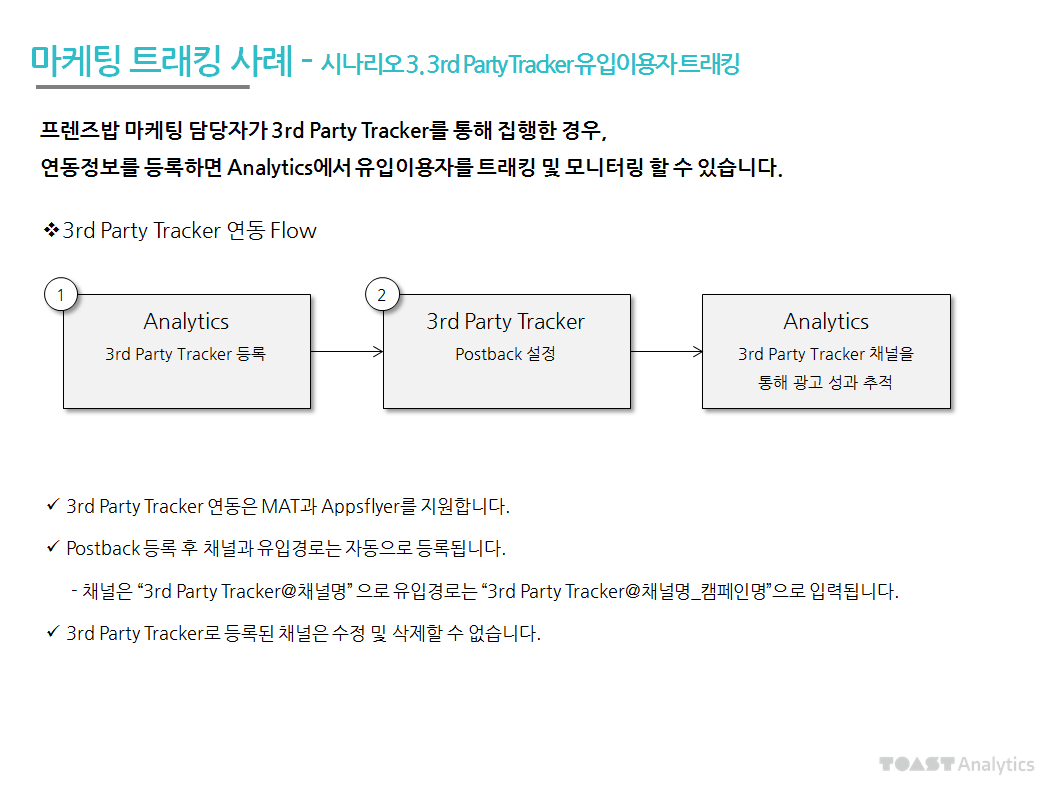 마케팅 트래킹 사례 - 시나리오 3. 3rd Party Tracker 유입이용자 트래킹
프렌즈밥 마케팅 담당자가 3rd Party Tracker를 통해 집행한 경우,
연동정보를 등록하면 Analytics에서 유입이용자를 트래킹 및 모니터링 할 수 있습니다.
❖3rd Party Tracker 연동 Flow
1
Analytics
3rd Party Tracker 등록
2
3rd Party Tracker
Postback 설정
Analytics
3rd Party Tracker 채널을
통해 광고 성과 추적
✓ 3rd Party Tracker 연동은 MAT과 Appsflyer를 지원합니다.
✓ Postback 등록 후 채널과 유입경로는 자동으로 등록됩니다.
- 채널은 “3rd Party Tracker@채널명” 으로 유입경로는 “3rd Party Tracker@채널명_캠페인명”으로 입력됩니다.
✓ 3rd Party Tracker로 등록된 채널은 수정 및 삭제할 수 없습니다.
TOAST Analytics